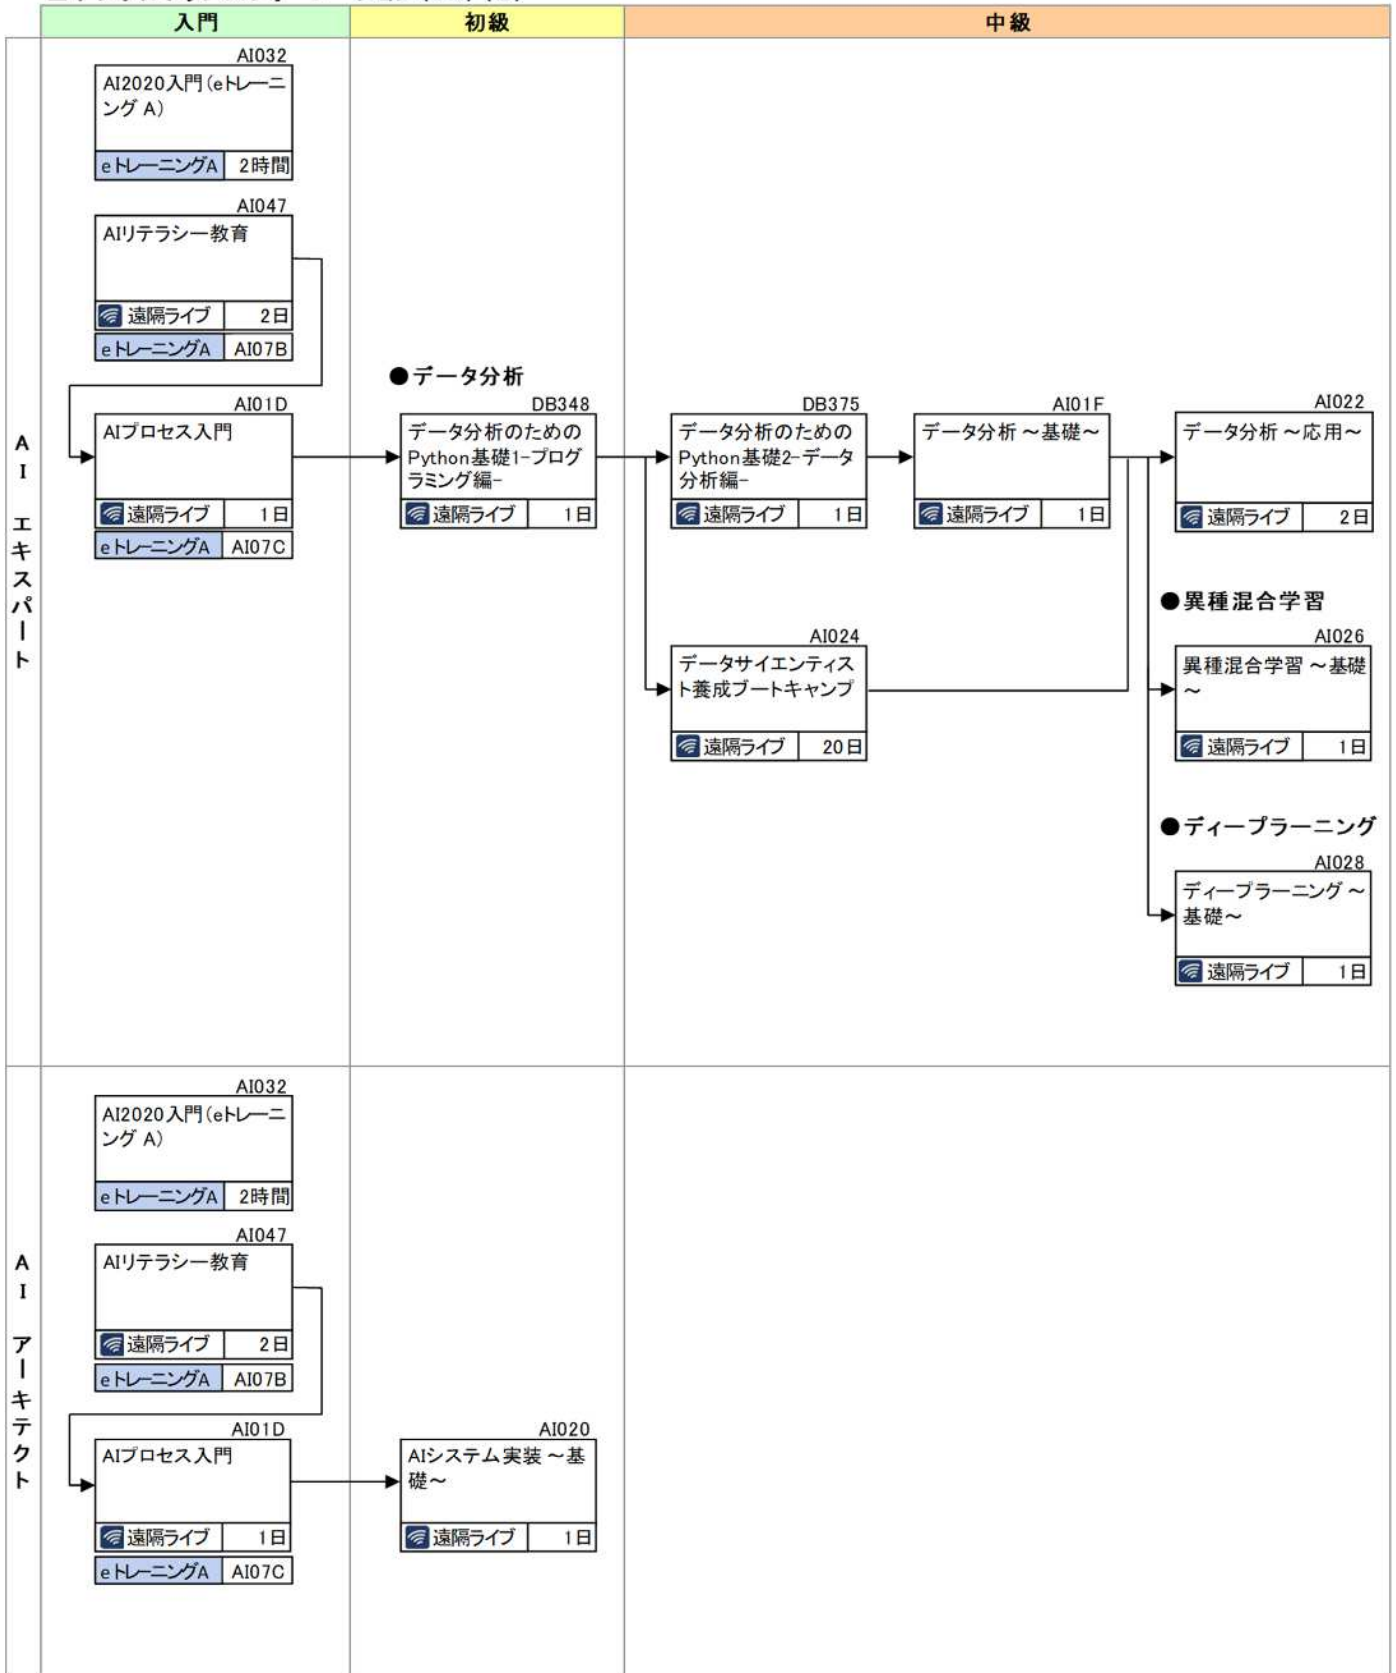 入門
初級
中級
AI エキスパート
AI032
AI2020入門(eトレーニ
ング A)
eトレーニングA 2時間
AI047
AIリテラシー教育
遠隔ライブ 2日
eトレーニングA AI07B
AI01D
AIプロセス入門
遠隔ライブ 1日
eトレーニングA AI07C
●データ分析
DB348
データ分析のための
Python基礎1-プログ
ラミング編-
遠隔ライブ 1日
DB375
データ分析のための
Python基礎2-データ
分析編-
遠隔ライブ 1日
AI01F
データ分析 ～基礎～
遠隔ライブ 1日
AI022
データ分析 ～応用～
遠隔ライブ 2日
AI024
データサイエンティス
ト養成ブートキャンプ
遠隔ライブ 20日
●異種混合学習
AI026
異種混合学習 ～基礎
～
遠隔ライブ 1日
●ディープラーニング
AI028
ディープラーニング ～
基礎～
遠隔ライブ 1日
AI アーキテクト
AI032
AI2020入門(eトレーニ
ング A)
eトレーニングA 2時間
AI047
AIリテラシー教育
遠隔ライブ 2日
eトレーニングA AI07B
AI01D
AIプロセス入門
遠隔ライブ 1日
eトレーニングA AI07C
AI020
AIシステム実装 ～基
礎～
遠隔ライブ 1日